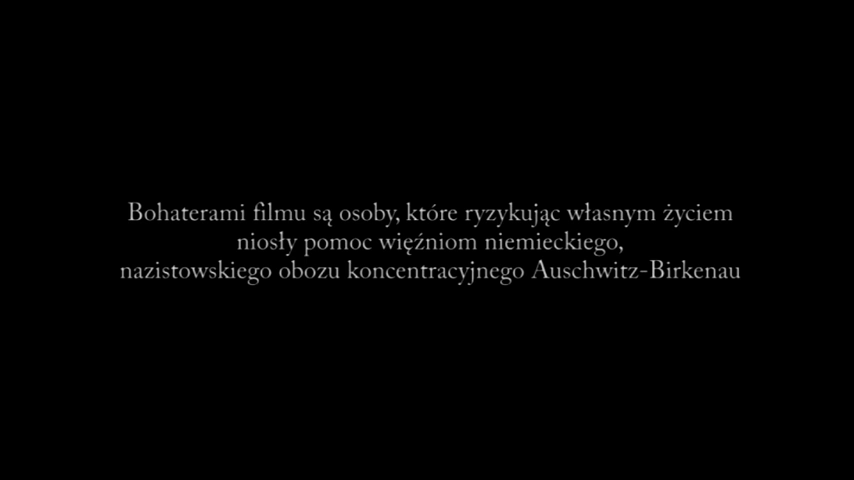 Bohaterami filmu są osoby, które ryzykując własnym życiem
niosły pomoc więźniom niemieckiego,
nazistowskiego obozu koncentracyjnego Auschwitz-Birkenau